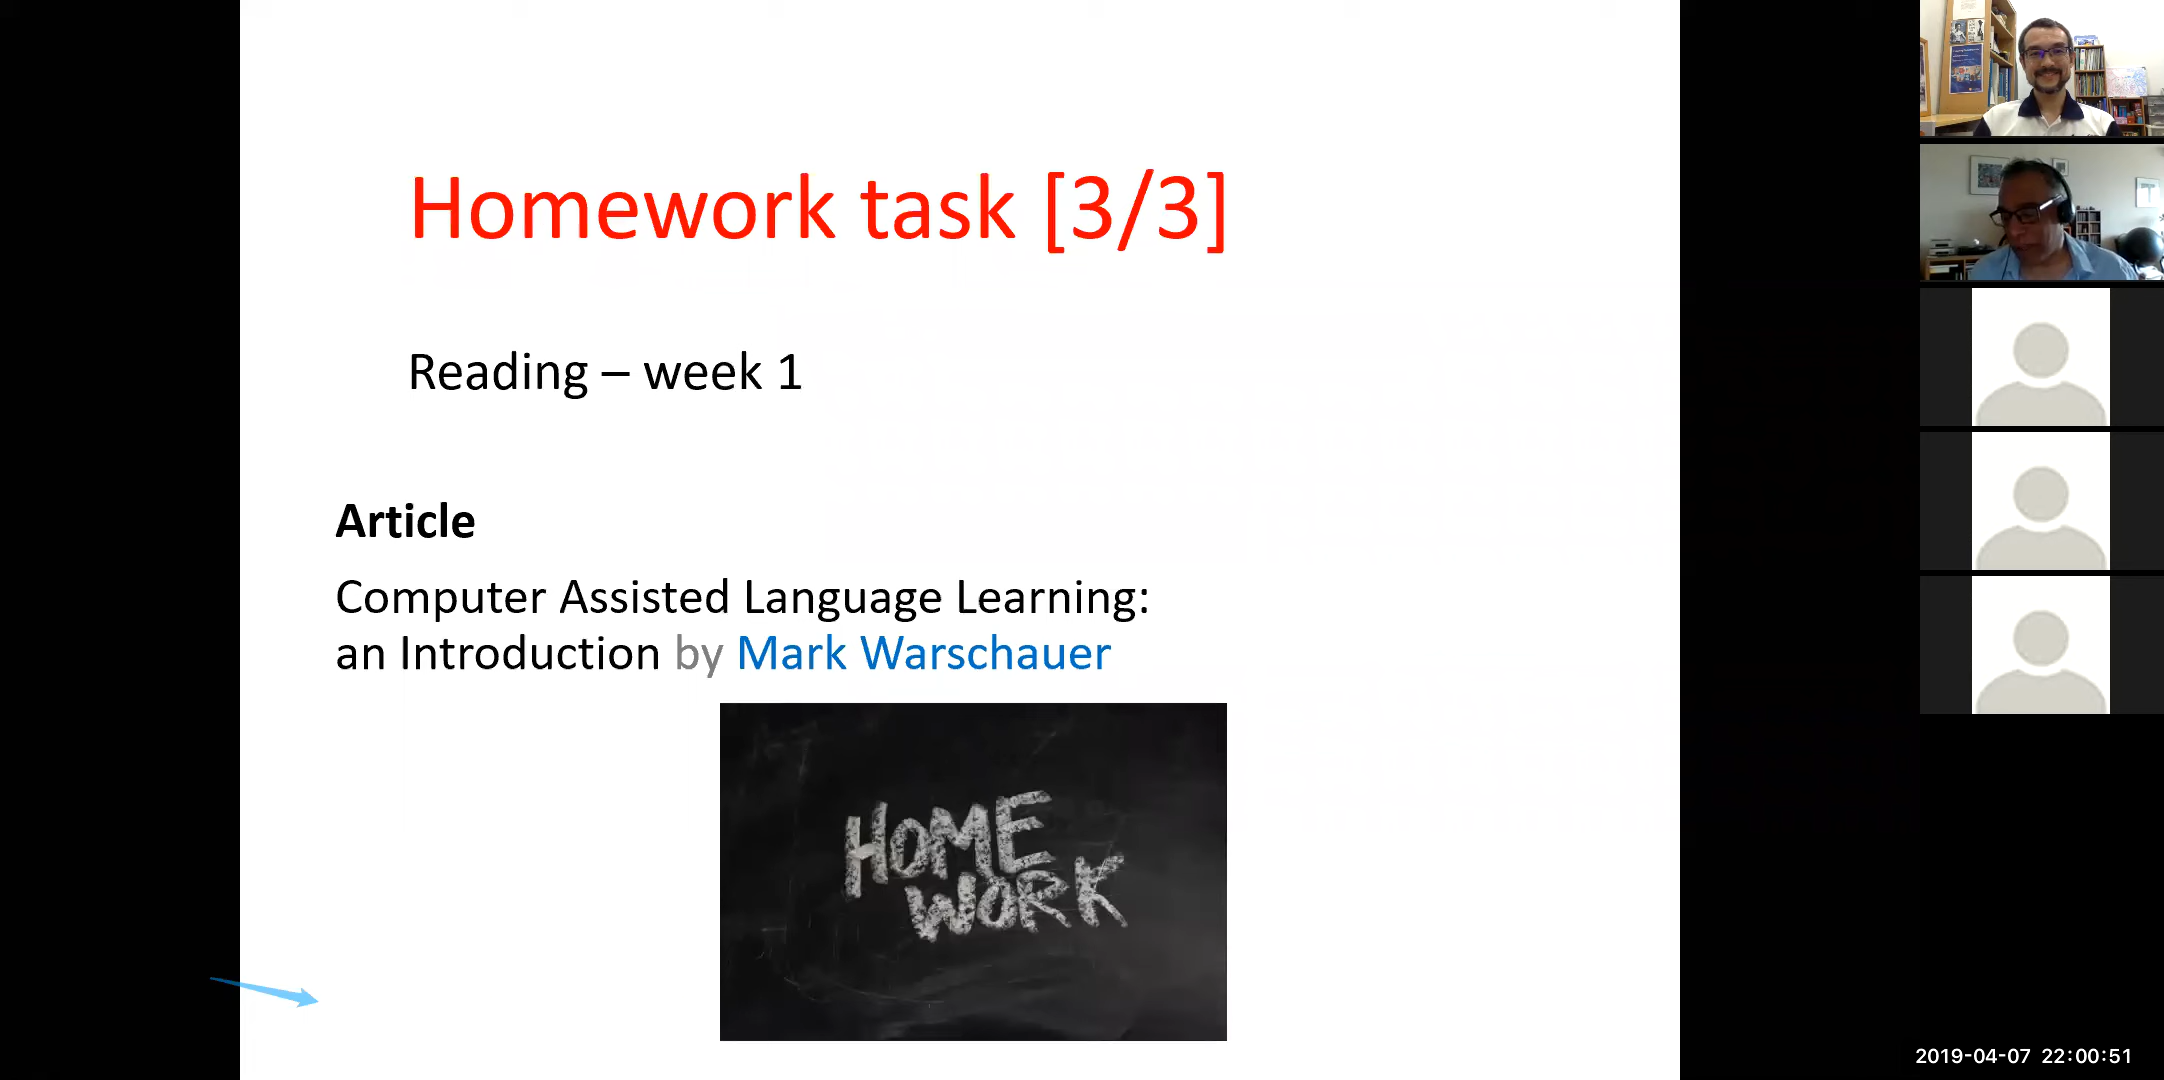 Homework task [3/3]
Reading – week 1
Article
Computer Assisted Language Learning:
an Introduction by Mark Warschauer
HOME
WORK
2019-04-07 22:00:51